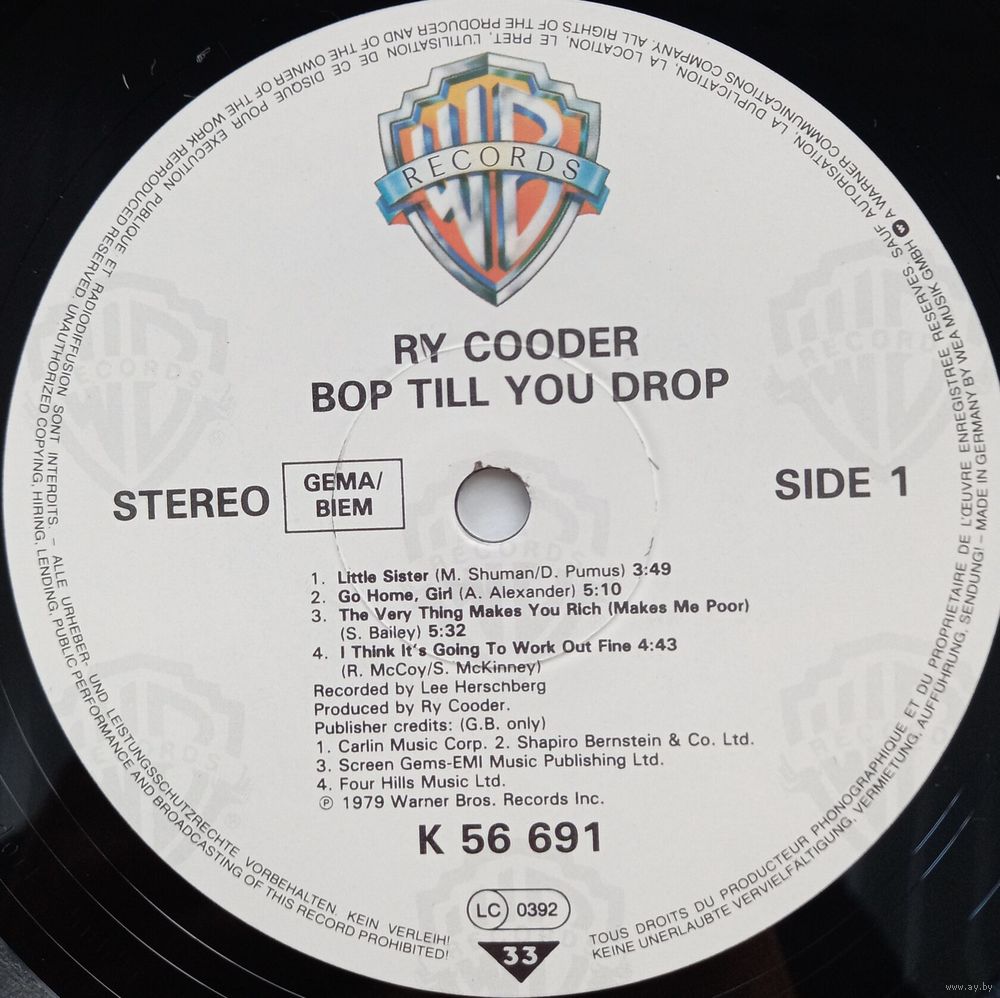 WB
RECORDS
RY COODER
BOP TILL YOU DROP
STEREO
GEMA/
BIEM
SIDE 1
1. Little Sister (M. Shuman/D. Pumus) 3:49
2. Go Home, Girl (A. Alexander) 5:10
3. The Very Thing Makes You Rich (Makes Me Poor)
(S. Bailey) 5:32
4. I Think It's Going To Work Out Fine 4:43
(R. McCoy/S. McKinney)
Recorded by Lee Herschberg
Produced by Ry Cooder.
Publisher credits: (G.B. only)
1. Carlin Music Corp. 2. Shapiro Bernstein & Co. Ltd.
3. Screen Gems-EMI Music Publishing Ltd.
4. Four Hills Music Ltd.
℗ 1979 Warner Bros. Records Inc.
K 56 691
LC 0392
33
TOUS DROITS DU PRODUCTEUR PHONOGRAPHIQUE ET DU PROPRIETAIRE DE L'ŒUVRE ENREGISTREE RESERVES. SAUF AUTORISATION, LA DUPLICATION, LA LOCATION, LE PRET, L'UTILISATION DE CE DISQUE POUR EXECUTION PUBLIQUE ET RADIODIFFUSION SONT INTERDITS. – ALLE URHEBER- UND LEISTUNGSSCHUTZRECHTE VORBEHALTEN. KEIN VERLEIH!
KEINE UNERLAUBTE VERVIELFÄLTIGUNG, VERMIETUNG, AUFFÜHRUNG, SENDUNG! – MADE IN GERMANY BY WEA MUSIK GMBH. A WARNER COMMUNICATIONS COMPANY. ALL RIGHTS OF THE PRODUCER AND OF THE OWNER OF THE WORK REPRODUCED RESERVED. UNAUTHORIZED COPYING, HIRING, LENDING, PUBLIC PERFORMANCE AND BROADCASTING OF THIS RECORD PROHIBITED!
www.ay.by